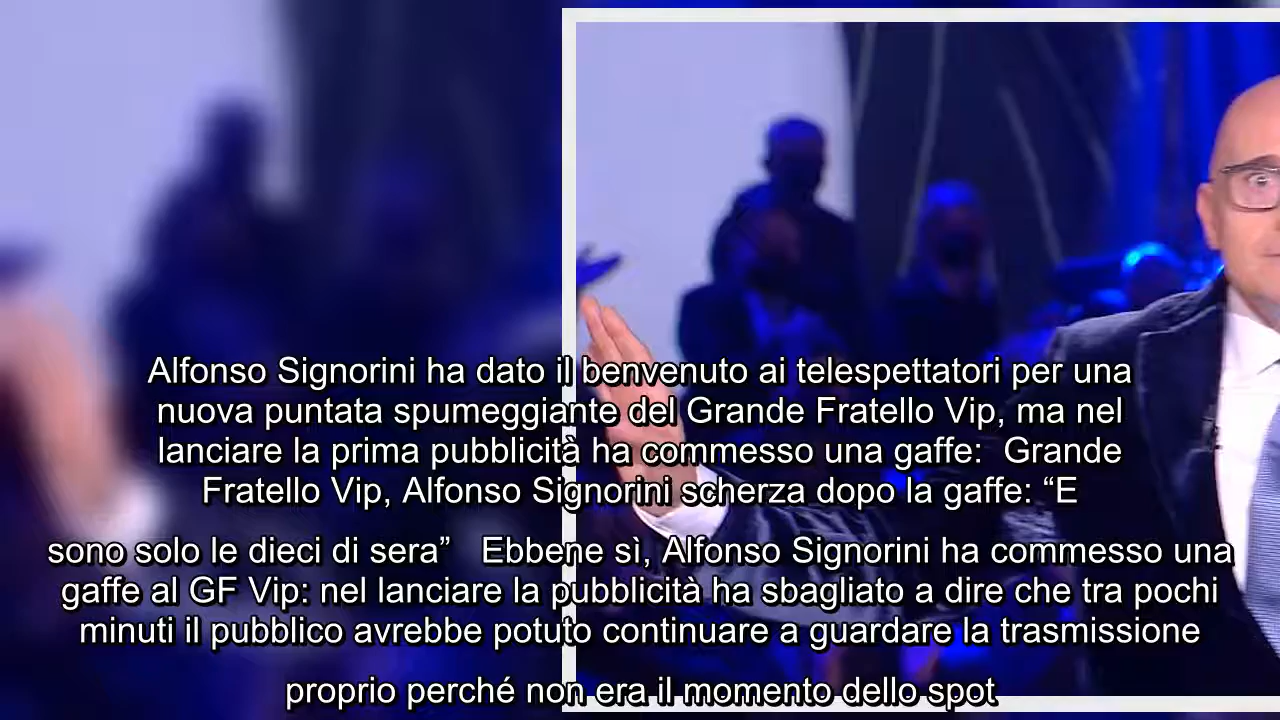 Alfonso Signorini ha dato il benvenuto ai telespettatori per una
nuova puntata spumeggiante del Grande Fratello Vip, ma nel
lanciare la prima pubblicità ha commesso una gaffe:  Grande
Fratello Vip, Alfonso Signorini scherza dopo la gaffe: “E
sono solo le dieci di sera”   Ebbene sì, Alfonso Signorini ha commesso una
gaffe al GF Vip: nel lanciare la pubblicità ha sbagliato a dire che tra pochi
minuti il pubblico avrebbe potuto continuare a guardare la trasmissione
proprio perché non era il momento dello spot